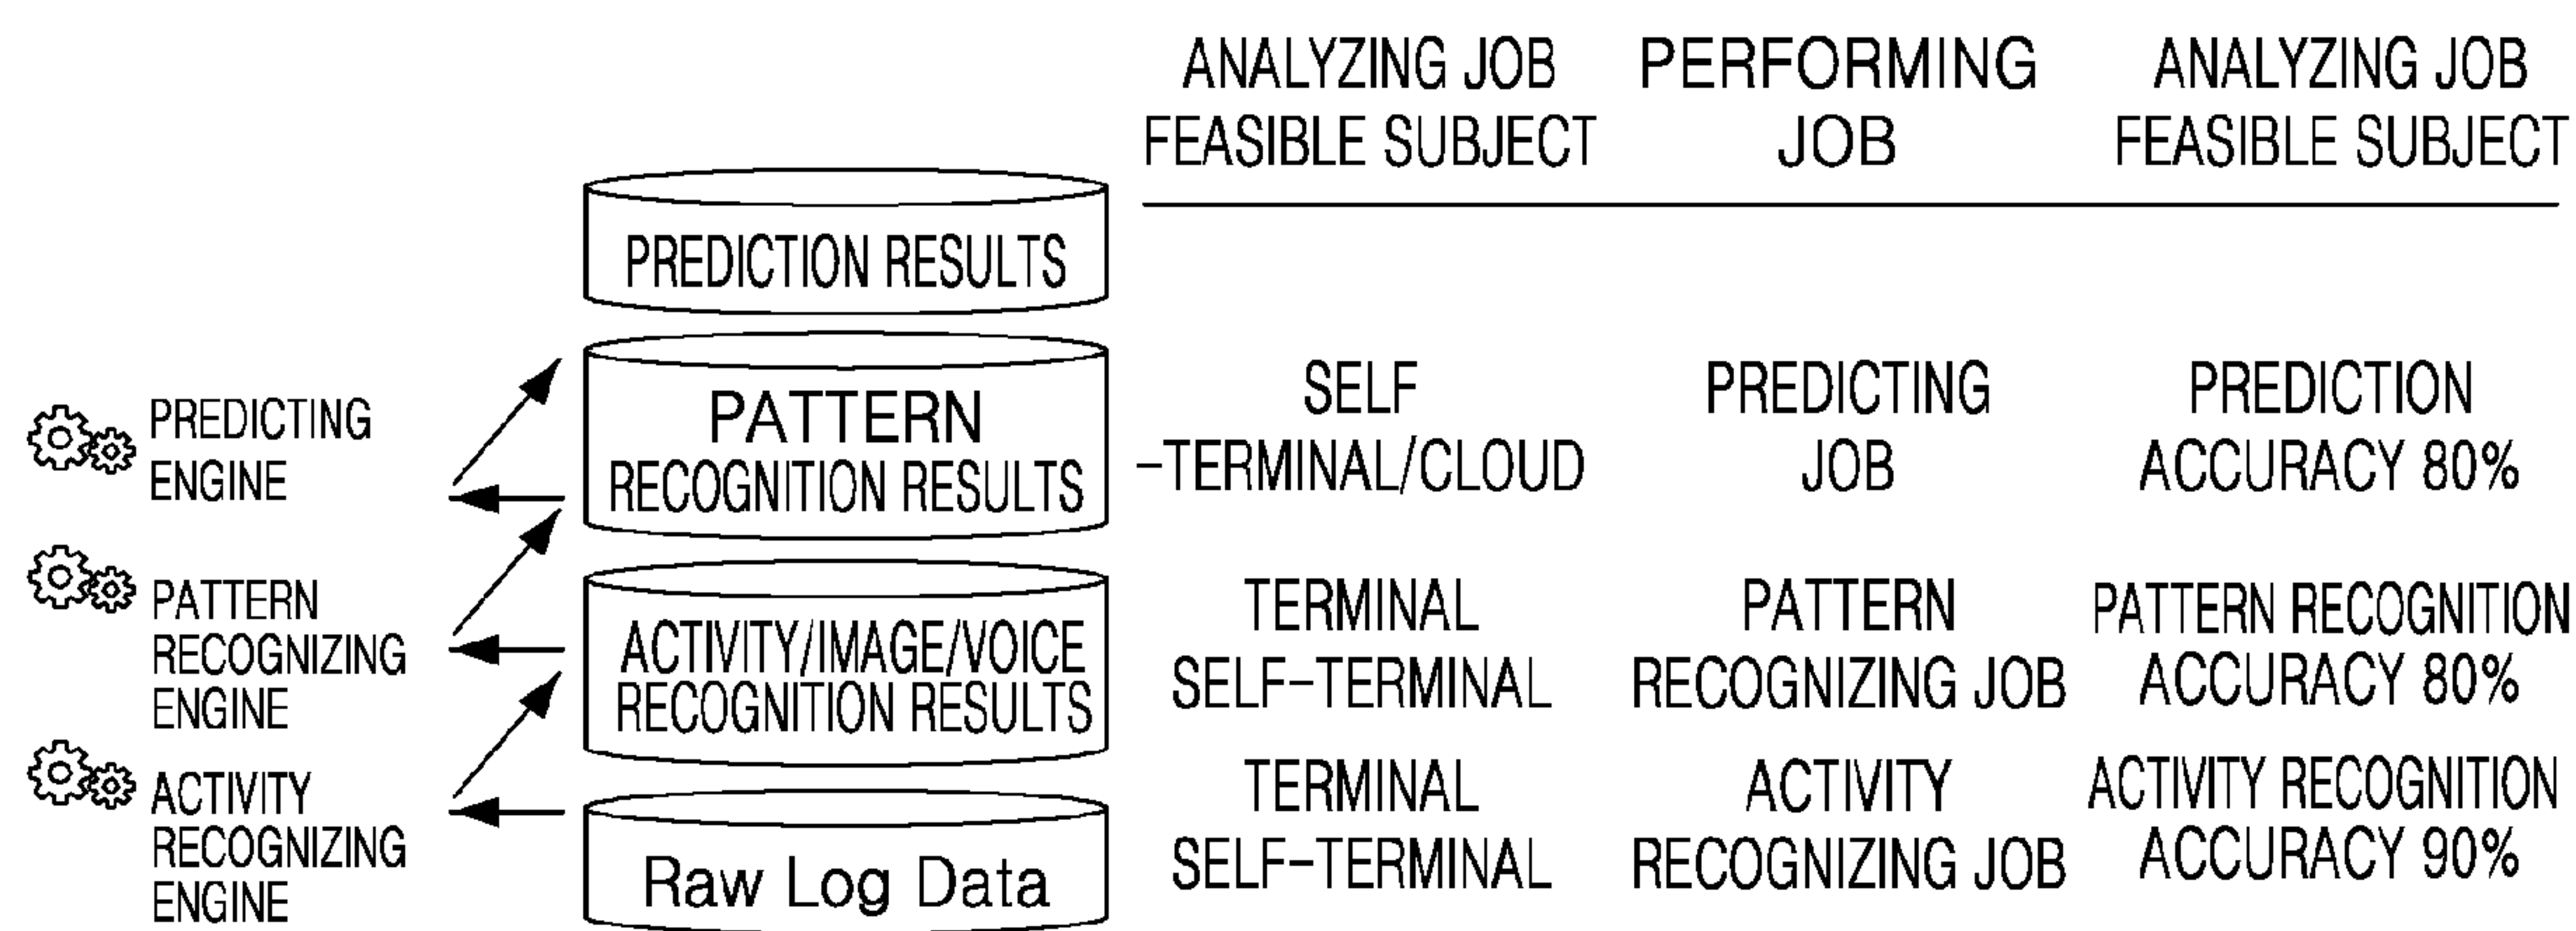 ANALYZING JOB
FEASIBLE SUBJECT
PERFORMING
JOB
ANALYZING JOB
FEASIBLE SUBJECT
PREDICTION RESULTS
PREDICTING
ENGINE
PATTERN
RECOGNITION RESULTS
SELF
-TERMINAL/CLOUD
PREDICTING
JOB
PREDICTION
ACCURACY 80%
PATTERN
RECOGNIZING
ENGINE
ACTIVITY/IMAGE/VOICE
RECOGNITION RESULTS
TERMINAL
SELF-TERMINAL
PATTERN
RECOGNIZING JOB
PATTERN RECOGNITION
ACCURACY 80%
ACTIVITY
RECOGNIZING
ENGINE
Raw Log Data
TERMINAL
SELF-TERMINAL
ACTIVITY
RECOGNIZING JOB
ACTIVITY RECOGNITION
ACCURACY 90%